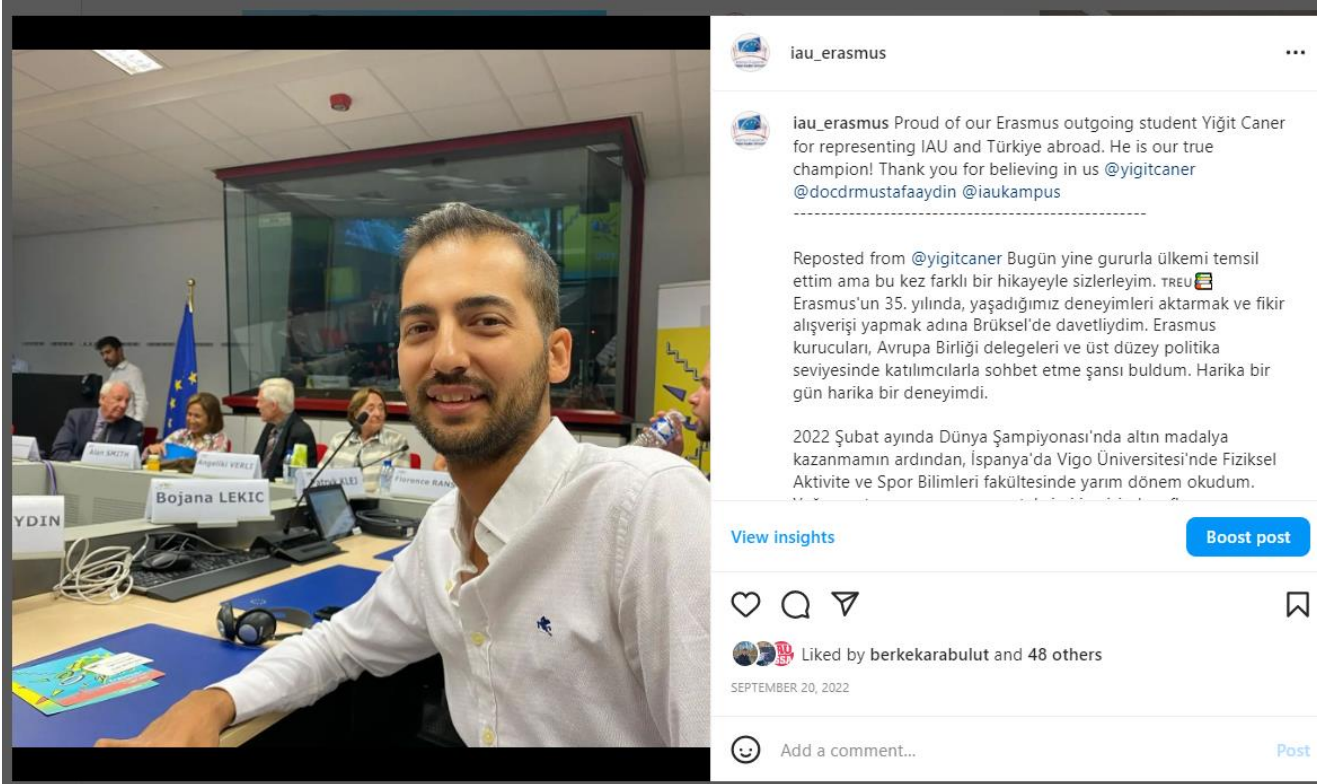 YDIN
Alan SMITH
Angeliki VERLI
Bojana LEKIC
Patryk KLEJ
Florence RANS
iau_erasmus
iau_erasmus Proud of our Erasmus outgoing student Yiğit Caner
for representing IAU and Türkiye abroad. He is our true
champion! Thank you for believing in us @yigitcaner
@docdrmustafaaydin @iaukampus
---------------------------------------------------
Reposted from @yigitcaner Bugün yine gururla ülkemi temsil
ettim ama bu kez farklı bir hikayeyle sizlerleyim. ᴛʀᴇᴜ📚
Erasmus'un 35. yılında, yaşadığımız deneyimleri aktarmak ve fikir
alışverişi yapmak adına Brüksel'de davetliydim. Erasmus
kurucuları, Avrupa Birliği delegeleri ve üst düzey politika
seviyesinde katılımcılarla sohbet etme şansı buldum. Harika bir
gün harika bir deneyimdi.
2022 Şubat ayında Dünya Şampiyonası'nda altın madalya
kazanmamın ardından, İspanya'da Vigo Üniversitesi'nde Fiziksel
Aktivite ve Spor Bilimleri fakültesinde yarım dönem okudum.
View insights
Boost post
Liked by berkekarabulut and 48 others
SEPTEMBER 20, 2022
Add a comment...
Post